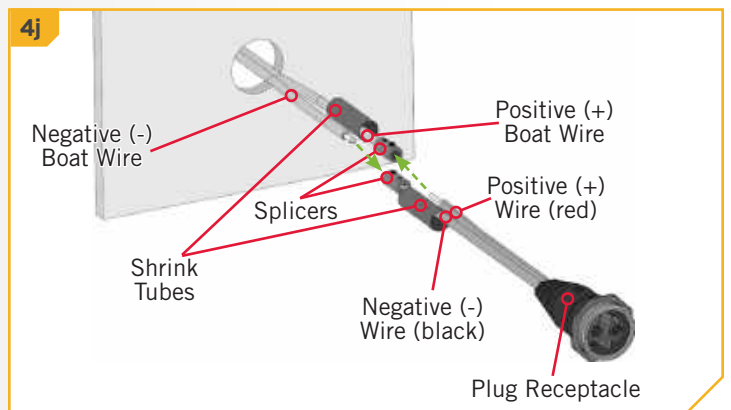 4j
Negative (-)
Boat Wire
Positive (+)
Boat Wire
Splicers
Positive (+)
Wire (red)
Shrink
Tubes
Negative (-)
Wire (black)
Plug Receptacle